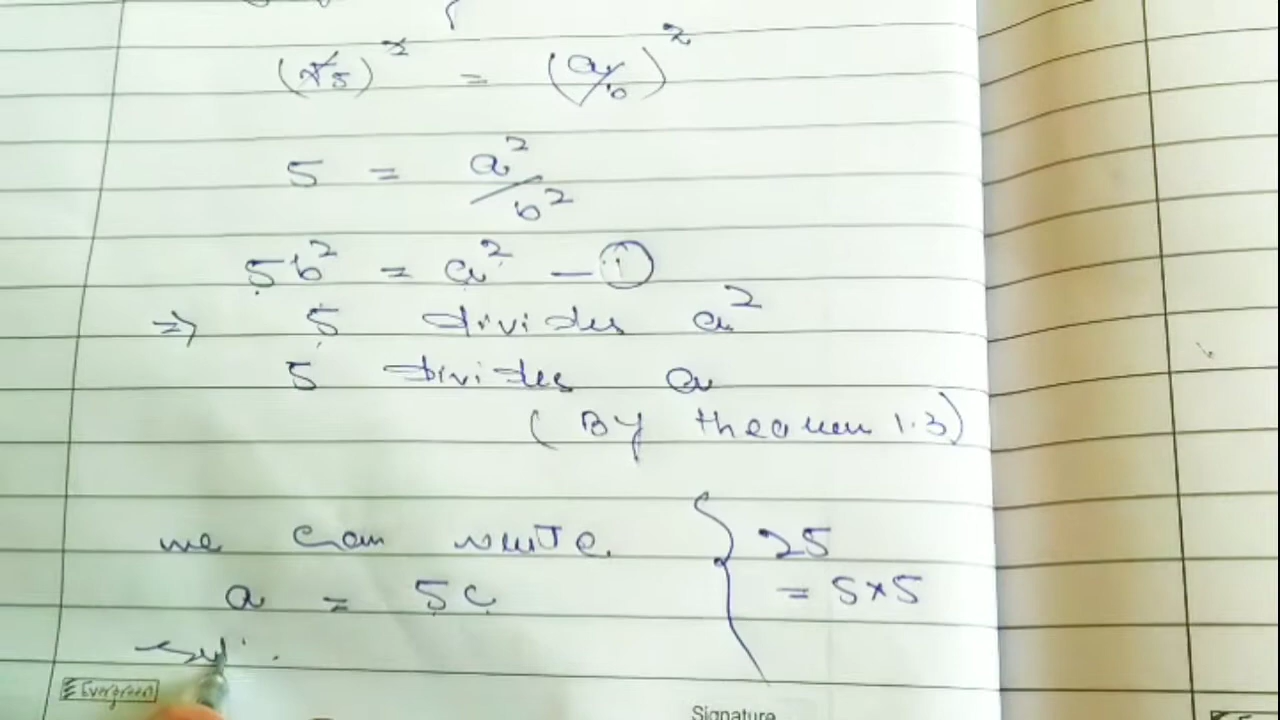 (√5)² = (a/b)²
5 = a²/b²
5b² = a² — ①
⇒ 5 divides a²
5 divides a
(By theorem 1.3)
we can write.
a = 5c
25
= 5×5
Evergreen
Signature